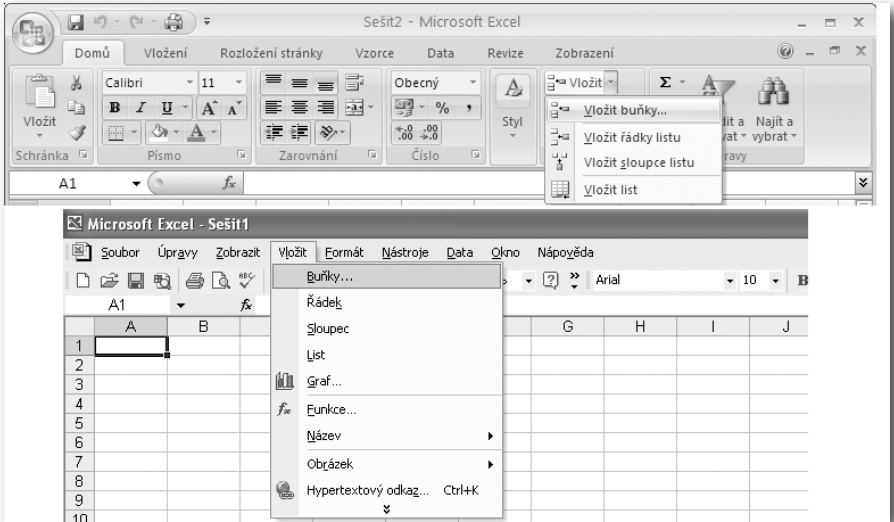 Sešit2 - Microsoft Excel
Domů Vložení Rozložení stránky Vzorce Data Revize Zobrazení
Calibri 11 Obecný Vložit Σ
Vložit B I U A A % Styl Najít a
vybrat
A A ,00
Schránka Písmo Zarovnání Číslo
Vložit buňky...
Vložit řádky listu
Vložit sloupce listu
Vložit list
A1 fx
Microsoft Excel - Sešit1
Soubor Úpravy Zobrazit Vložit Formát Nástroje Data Okno Nápověda
Arial 10 B
A1 fx
Buňky...
Řádek
Sloupec
List
Graf...
Funkce...
Název
Obrázek
Hypertextový odkaz... Ctrl+K
A B G H I J
1
2
3
4
5
6
7
8
9
10